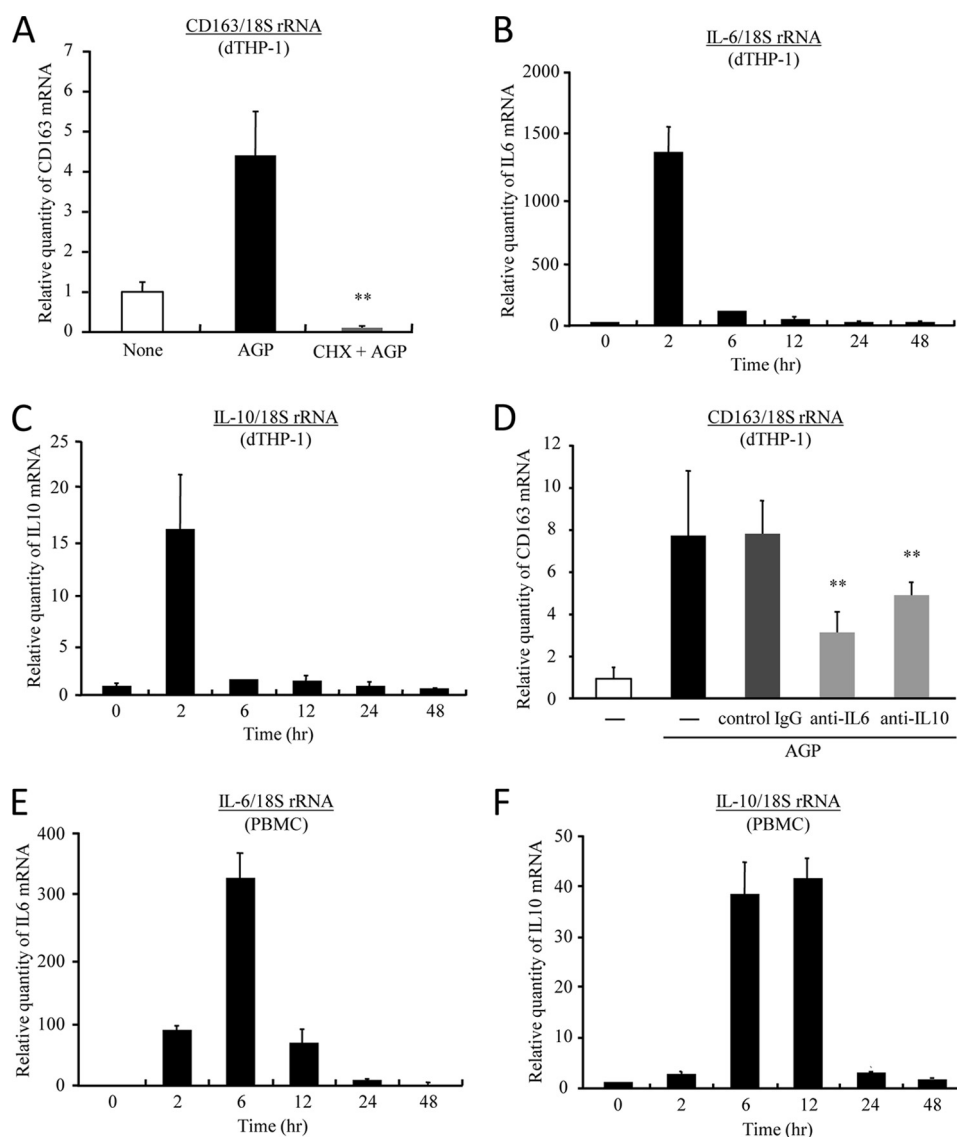 A
CD163/18S rRNA
(dTHP-1)
Relative quantity of CD163 mRNA
7
6
5
4
3
2
1
0
**
None AGP CHX + AGP
B
IL-6/18S rRNA
(dTHP-1)
Relative quantity of IL6 mRNA
2000
1500
1000
500
0
0 2 6 12 24 48
Time (hr)
C
IL-10/18S rRNA
(dTHP-1)
Relative quantity of IL10 mRNA
25
20
15
10
5
0
0 2 6 12 24 48
Time (hr)
D
CD163/18S rRNA
(dTHP-1)
Relative quantity of CD163 mRNA
12
10
8
6
4
2
0
** **
— — control IgG anti-IL6 anti-IL10
AGP
E
IL-6/18S rRNA
(PBMC)
Relative quantity of IL6 mRNA
400
300
200
100
0
0 2 6 12 24 48
Time (hr)
F
IL-10/18S rRNA
(PBMC)
Relative quantity of IL10 mRNA
50
40
30
20
10
0
0 2 6 12 24 48
Time (hr)